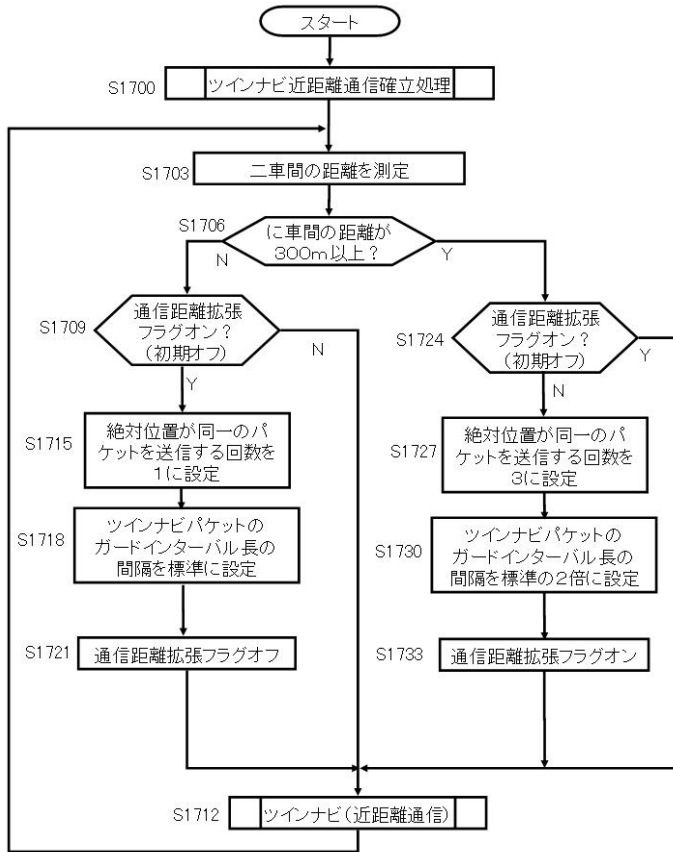 スタート
S1700
ツインナビ近距離通信確立処理
S1703
二車間の距離を測定
S1706
に車間の距離が
300m以上?
N
Y
S1709
通信距離拡張
フラグオン?
(初期オフ)
N
Y
S1724
通信距離拡張
フラグオン?
(初期オフ)
Y
N
S1715
絶対位置が同一のパ
ケットを送信する回数を
1に設定
S1727
絶対位置が同一のパ
ケットを送信する回数を
3に設定
S1718
ツインナビパケットの
ガードインターバル長の
間隔を標準に設定
S1730
ツインナビパケットの
ガードインターバル長の
間隔を標準の2倍に設定
S1721
通信距離拡張フラグオフ
S1733
通信距離拡張フラグオン
S1712
ツインナビ(近距離通信)